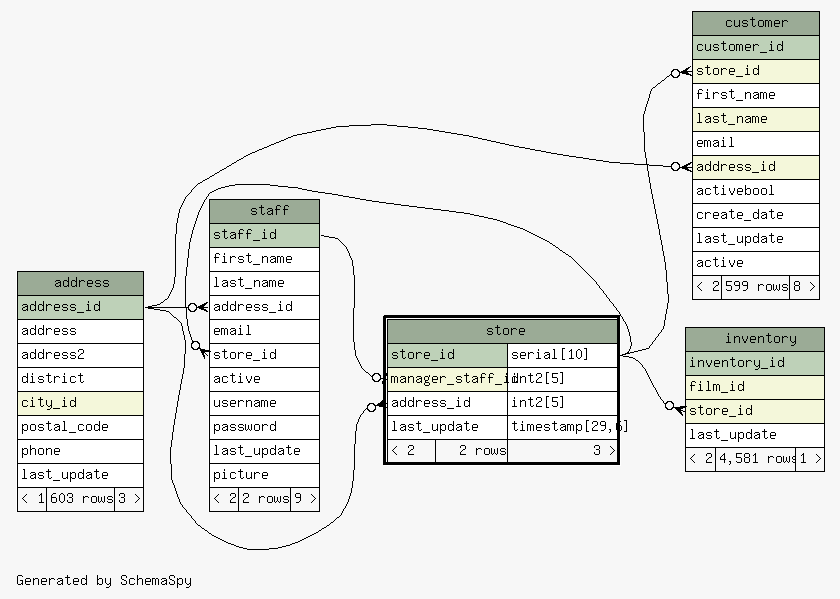 customer
customer_id
store_id
first_name
last_name
email
address_id
activebool
create_date
last_update
active
< 2 599 rows 8 >
staff
staff_id
first_name
last_name
address_id
email
store_id
active
username
password
last_update
picture
< 2 2 rows 9 >
address
address_id
address
address2
district
city_id
postal_code
phone
last_update
< 1 603 rows 3 >
store
store_id serial[10]
manager_staff_id int2[5]
address_id int2[5]
last_update timestamp[29,6]
< 2 2 rows 3 >
inventory
inventory_id
film_id
store_id
last_update
< 2 4,581 rows 1 >
Generated by SchemaSpy